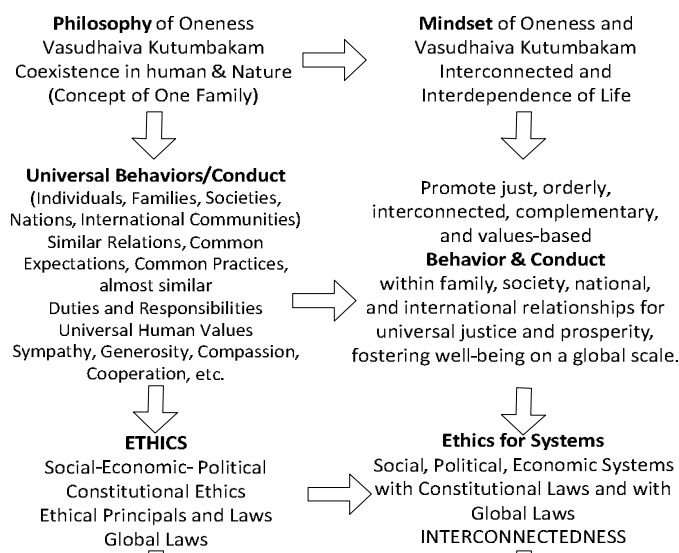 Philosophy of Oneness
Vasudhaiva Kutumbakam
Coexistence in human & Nature
(Concept of One Family)
Mindset of Oneness and
Vasudhaiva Kutumbakam
Interconnected and
Interdependence of Life
Universal Behaviors/Conduct
(Individuals, Families, Societies,
Nations, International Communities)
Similar Relations, Common
Expectations, Common Practices,
almost similar
Duties and Responsibilities
Universal Human Values
Sympathy, Generosity, Compassion,
Cooperation, etc.
Promote just, orderly,
interconnected, complementary,
and values-based
Behavior & Conduct
within family, society, national,
and international relationships for
universal justice and prosperity,
fostering well-being on a global scale.
ETHICS
Social-Economic- Political
Constitutional Ethics
Ethical Principals and Laws
Global Laws
Ethics for Systems
Social, Political, Economic Systems
with Constitutional Laws and with
Global Laws
INTERCONNECTEDNESS